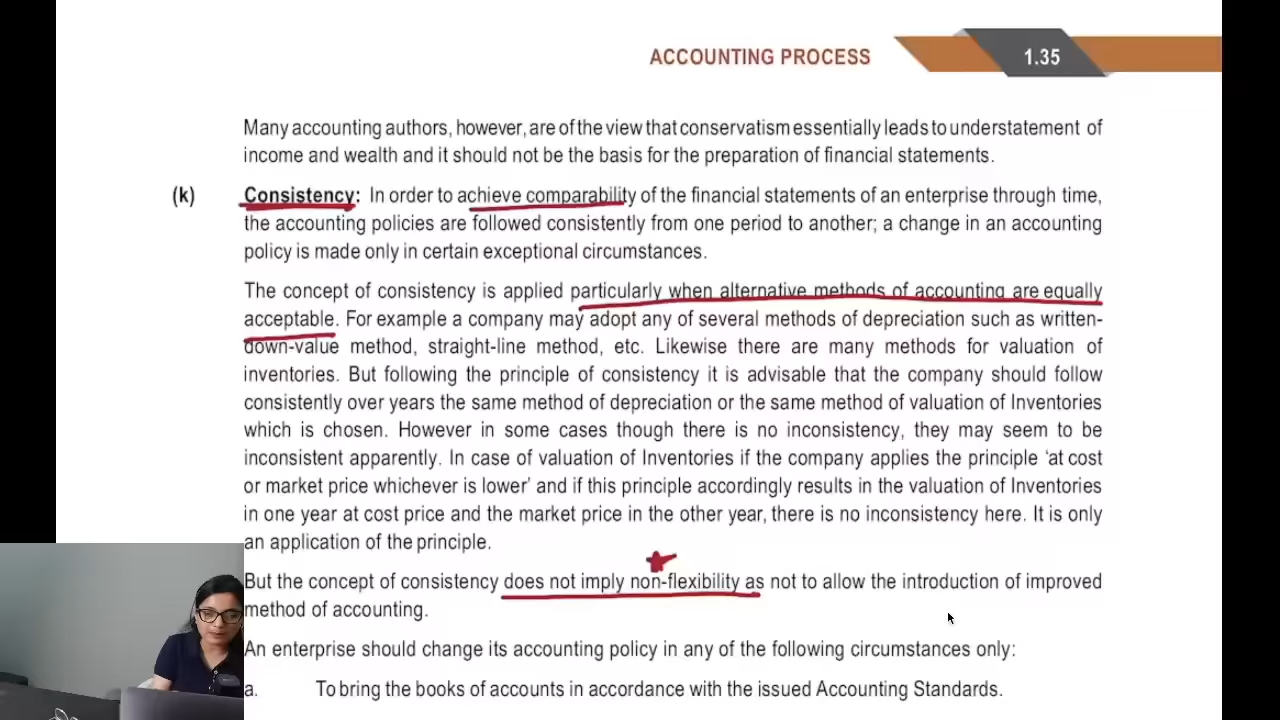 ACCOUNTING PROCESS 1.35
Many accounting authors, however, are of the view that conservatism essentially leads to understatement of
income and wealth and it should not be the basis for the preparation of financial statements.
(k) Consistency: In order to achieve comparability of the financial statements of an enterprise through time,
the accounting policies are followed consistently from one period to another; a change in an accounting
policy is made only in certain exceptional circumstances.
The concept of consistency is applied particularly when alternative methods of accounting are equally
acceptable. For example a company may adopt any of several methods of depreciation such as written-
down-value method, straight-line method, etc. Likewise there are many methods for valuation of
inventories. But following the principle of consistency it is advisable that the company should follow
consistently over years the same method of depreciation or the same method of valuation of Inventories
which is chosen. However in some cases though there is no inconsistency, they may seem to be
inconsistent apparently. In case of valuation of Inventories if the company applies the principle ‘at cost
or market price whichever is lower’ and if this principle accordingly results in the valuation of Inventories
in one year at cost price and the market price in the other year, there is no inconsistency here. It is only
an application of the principle.
But the concept of consistency does not imply non-flexibility as not to allow the introduction of improved
method of accounting.
An enterprise should change its accounting policy in any of the following circumstances only:
a. To bring the books of accounts in accordance with the issued Accounting Standards.